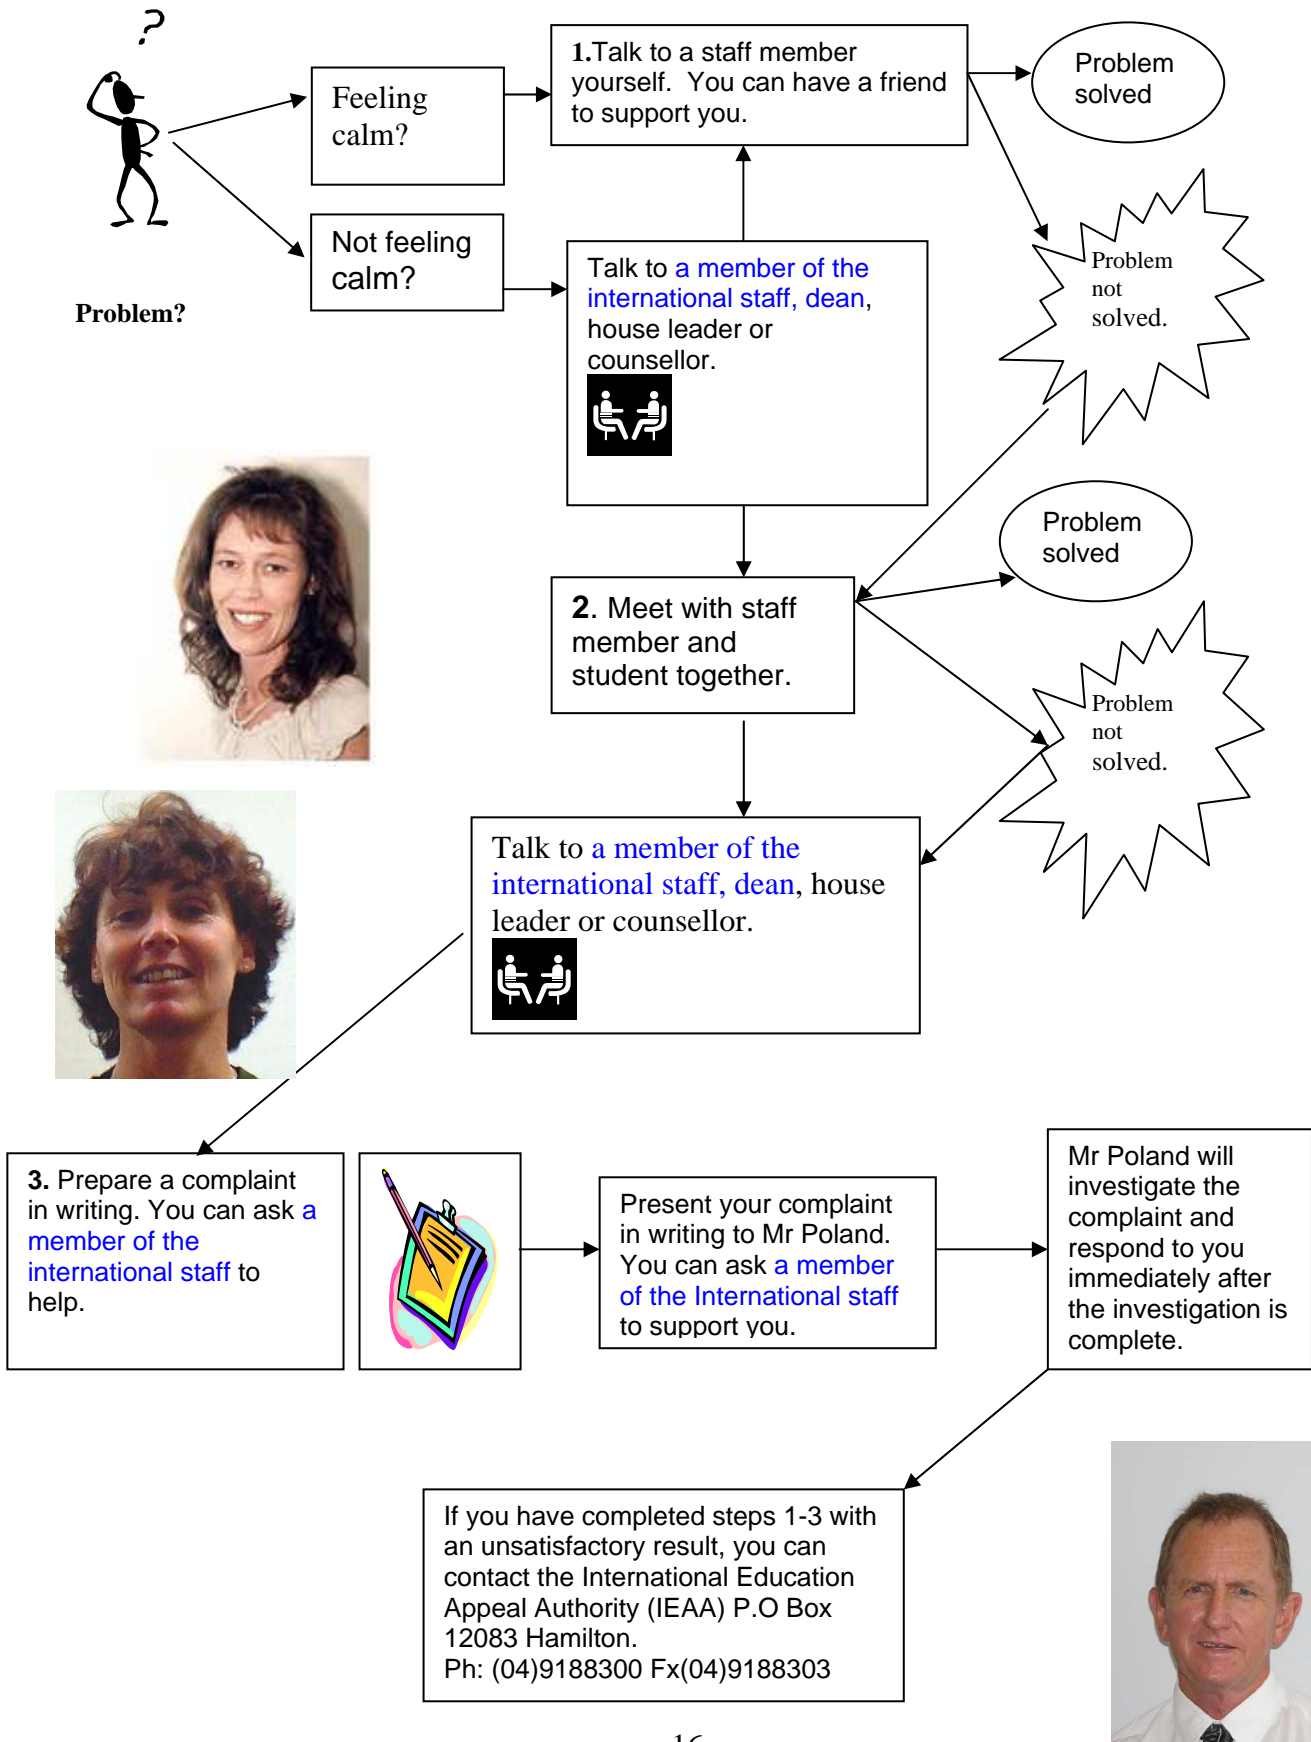 ?
Problem?
Feeling
calm?
Not feeling
calm?
1.Talk to a staff member
yourself. You can have a friend
to support you.
Problem
solved
Talk to a member of the
international staff, dean,
house leader or
counsellor.
Problem
not
solved.
2. Meet with staff
member and
student together.
Problem
solved
Problem
not
solved.
Talk to a member of the
international staff, dean, house
leader or counsellor.
3. Prepare a complaint
in writing. You can ask a
member of the
international staff to
help.
Present your complaint
in writing to Mr Poland.
You can ask a member
of the International staff
to support you.
Mr Poland will
investigate the
complaint and
respond to you
immediately after
the investigation is
complete.
If you have completed steps 1-3 with
an unsatisfactory result, you can
contact the International Education
Appeal Authority (IEAA) P.O Box
12083 Hamilton.
Ph: (04)9188300 Fx(04)9188303
16